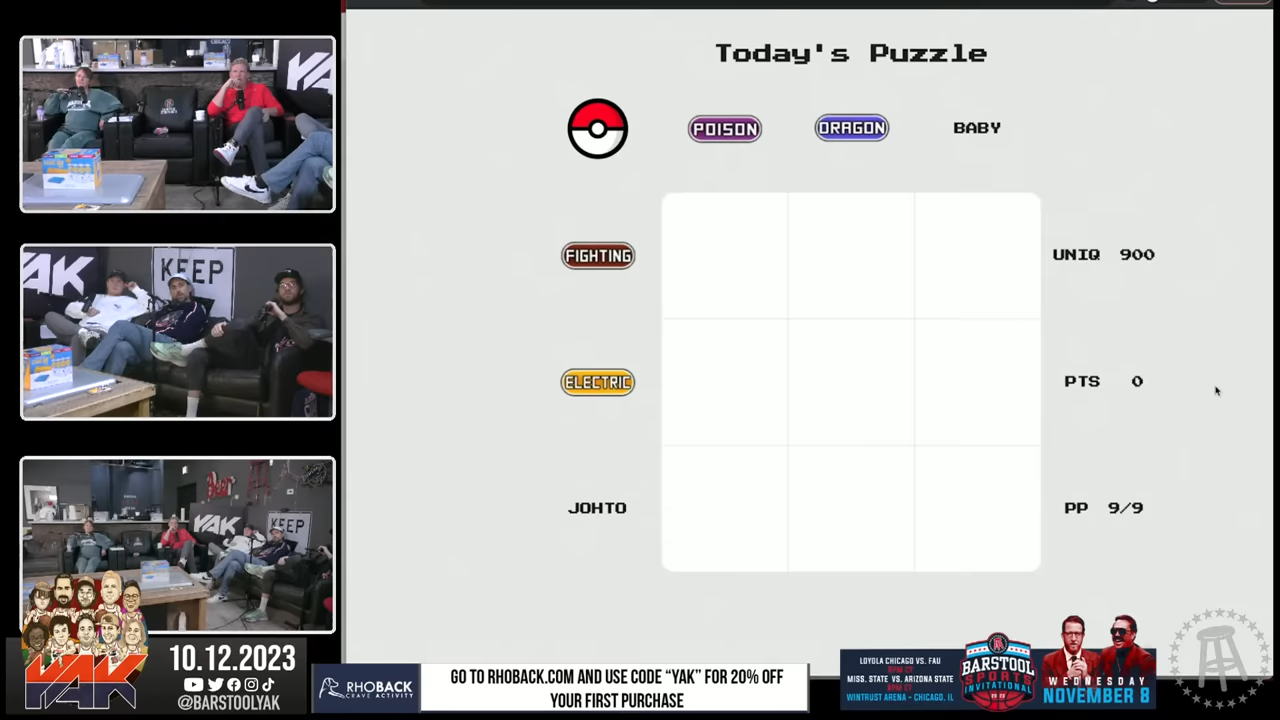 Today's Puzzle
POISON
DRAGON
BABY
FIGHTING
UNIQ 900
ELECTRIC
PTS 0
JOHTO
PP 9/9
YAK
KEEP
YAK
KEEP
YAK
10.12.2023
@BARSTOOLYAK
RHOBACK
CRAVE ACTIVITY
GO TO RHOBACK.COM AND USE CODE “YAK” FOR 20% OFF
YOUR FIRST PURCHASE
LOYOLA CHICAGO VS. FAU
MISS. STATE VS. ARIZONA STATE
WINTRUST ARENA - CHICAGO, IL
BARSTOOL
SPORTS
INVITATIONAL
WEDNESDAY
NOVEMBER 8